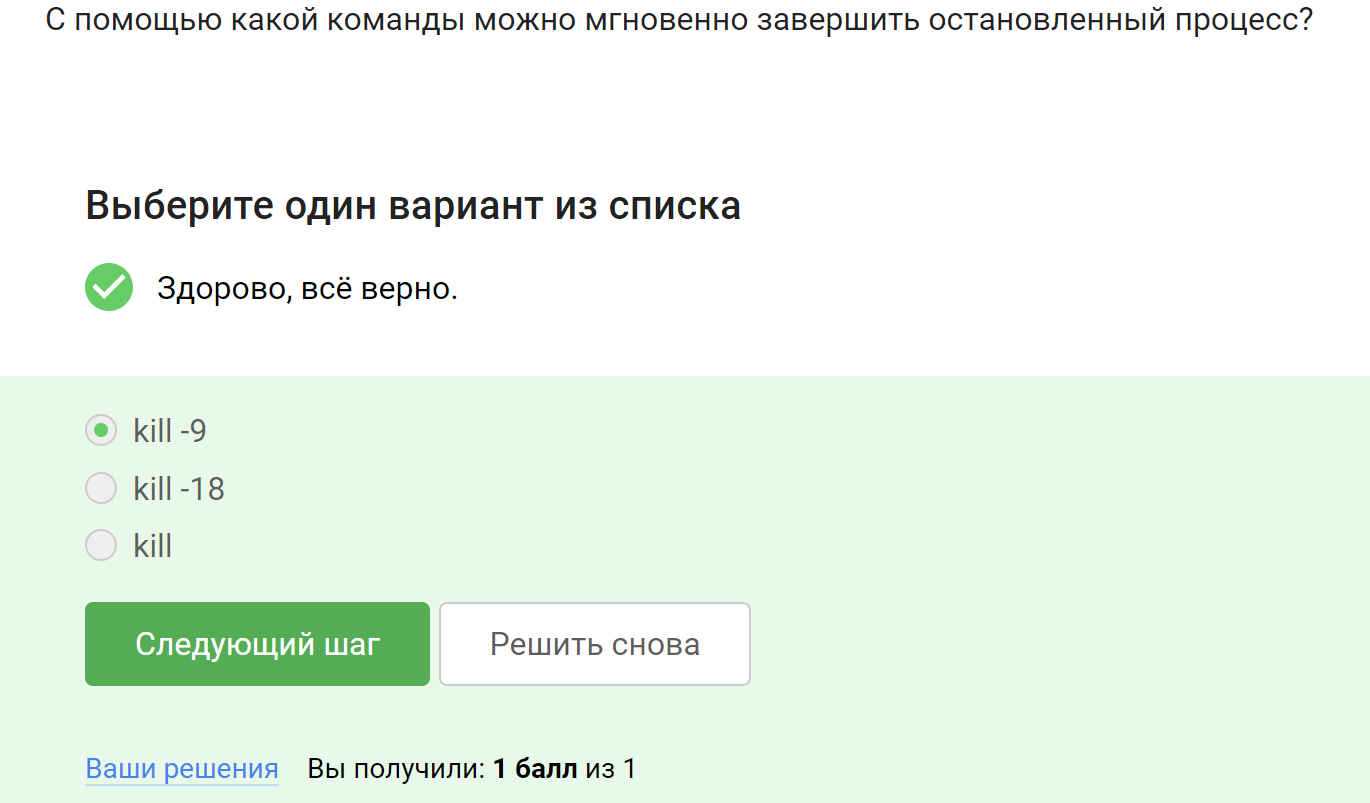 С помощью какой команды можно мгновенно завершить остановленный процесс?
Выберите один вариант из списка
Здорово, всё верно.
kill -9
kill -18
kill
Следующий шаг
Решить снова
Ваши решения Вы получили: 1 балл из 1